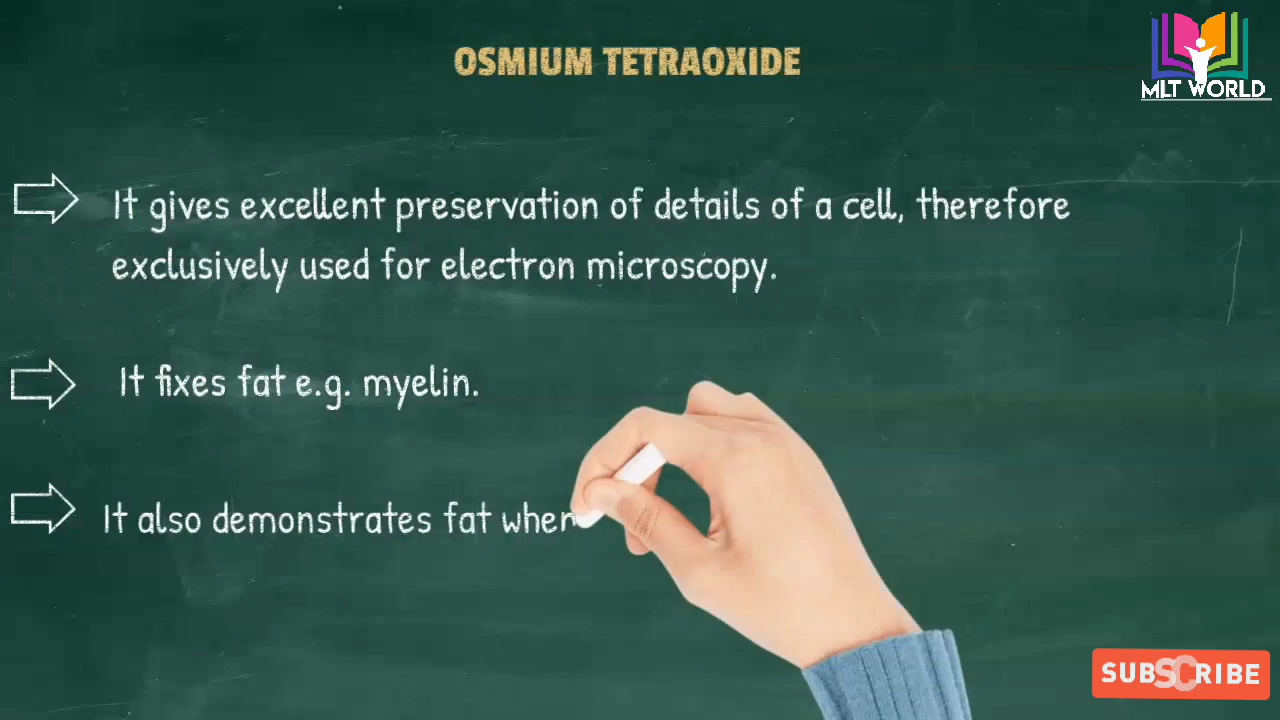 OSMIUM TETRAOXIDE
MLT WORLD
It gives excellent preservation of details of a cell, therefore
exclusively used for electron microscopy.
It fixes fat e.g. myelin.
It also demonstrates fat when
SUBSCRIBE